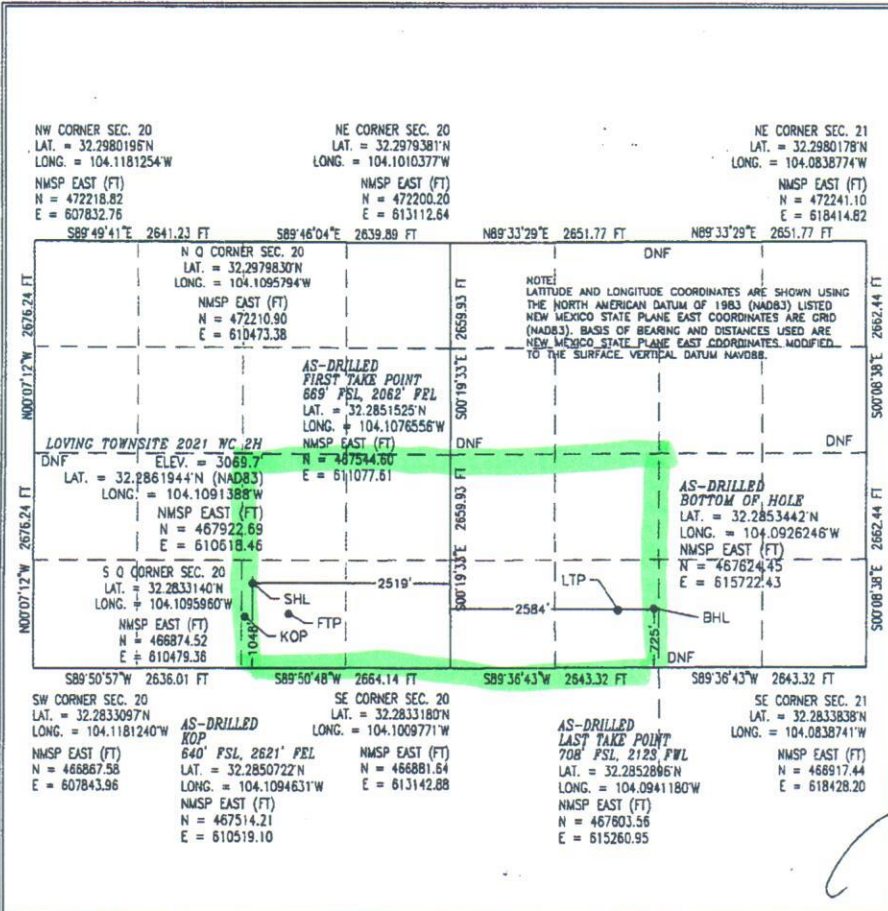 NW CORNER SEC. 20
LAT. = 32.2980196'N
LONG. = 104.1181254'W
NMSP EAST (FT)
N = 472218.82
E = 607832.76
NE CORNER SEC. 20
LAT. = 32.2979381'N
LONG. = 104.1010377'W
NMSP EAST (FT)
N = 472200.20
E = 613112.64
NE CORNER SEC. 21
LAT. = 32.2980178'N
LONG. = 104.0838774'W
NMSP EAST (FT)
N = 472241.10
E = 618414.82
S89'49'41"E 2641.23 FT
S89'46'04"E 2639.89 FT
N89'33'29"E 2651.77 FT
N89'33'29"E 2651.77 FT
N Q CORNER SEC. 20
LAT. = 32.2979830'N
LONG. = 104.1095794'W
NMSP EAST (FT)
N = 472210.90
E = 610473.38
DNF
NOTE:
LATITUDE AND LONGITUDE COORDINATES ARE SHOWN USING
THE NORTH AMERICAN DATUM OF 1983 (NAD83) LISTED
NEW MEXICO STATE PLANE EAST COORDINATES ARE GRID
(NAD83). BASIS OF BEARING AND DISTANCES USED ARE
NEW MEXICO STATE PLANE EAST COORDINATES MODIFIED
TO THE SURFACE. VERTICAL DATUM NAVD88.
N00'07'12"W 2676.24 FT
S00'19'33"E 2659.93 FT
S00'08'38"E 2662.44 FT
AS-DRILLED
FIRST TAKE POINT
669' FSL, 2062' FEL
LAT. = 32.2851525'N
LONG. = 104.1076556'W
NMSP EAST (FT)
N = 467544.60
E = 611077.61
LOVING TOWNSITE 2021 WC 2H
DNF
ELEV. = 3069.7'
LAT. = 32.2861944'N (NAD83)
LONG. = 104.1091388'W
NMSP EAST (FT)
N = 467922.69
E = 610618.46
DNF
DNF
N00'07'12"W 2676.24 FT
S00'19'33"E 2659.93 FT
S00'08'38"E 2662.44 FT
AS-DRILLED
BOTTOM OF HOLE
LAT. = 32.2853442'N
LONG. = 104.0926246'W
NMSP EAST (FT)
N = 467624.45
E = 615722.43
S Q CORNER SEC. 20
LAT. = 32.2833140'N
LONG. = 104.1095960'W
NMSP EAST (FT)
N = 466874.52
E = 610479.36
2519'
SHL
FTP
KOP
1048'
LTP
2584'
BHL
725'
DNF
S89'50'57"W 2636.01 FT
S89'50'48"W 2664.14 FT
S89'36'43"W 2643.32 FT
S89'36'43"W 2643.32 FT
SW CORNER SEC. 20
LAT. = 32.2833097'N
LONG. = 104.1181240'W
NMSP EAST (FT)
N = 466867.58
E = 607843.96
AS-DRILLED
KOP
640' FSL, 2621' FEL
LAT. = 32.2850722'N
LONG. = 104.1094631'W
NMSP EAST (FT)
N = 467514.21
E = 610519.10
SE CORNER SEC. 20
LAT. = 32.2833180'N
LONG. = 104.1009771'W
NMSP EAST (FT)
N = 466881.64
E = 613142.88
AS-DRILLED
LAST TAKE POINT
708' FSL, 2123 FWL
LAT. = 32.2852896'N
LONG. = 104.0941180'W
NMSP EAST (FT)
N = 467603.56
E = 615260.95
SE CORNER SEC. 21
LAT. = 32.2833838'N
LONG. = 104.0838741'W
NMSP EAST (FT)
N = 466917.44
E = 618428.20